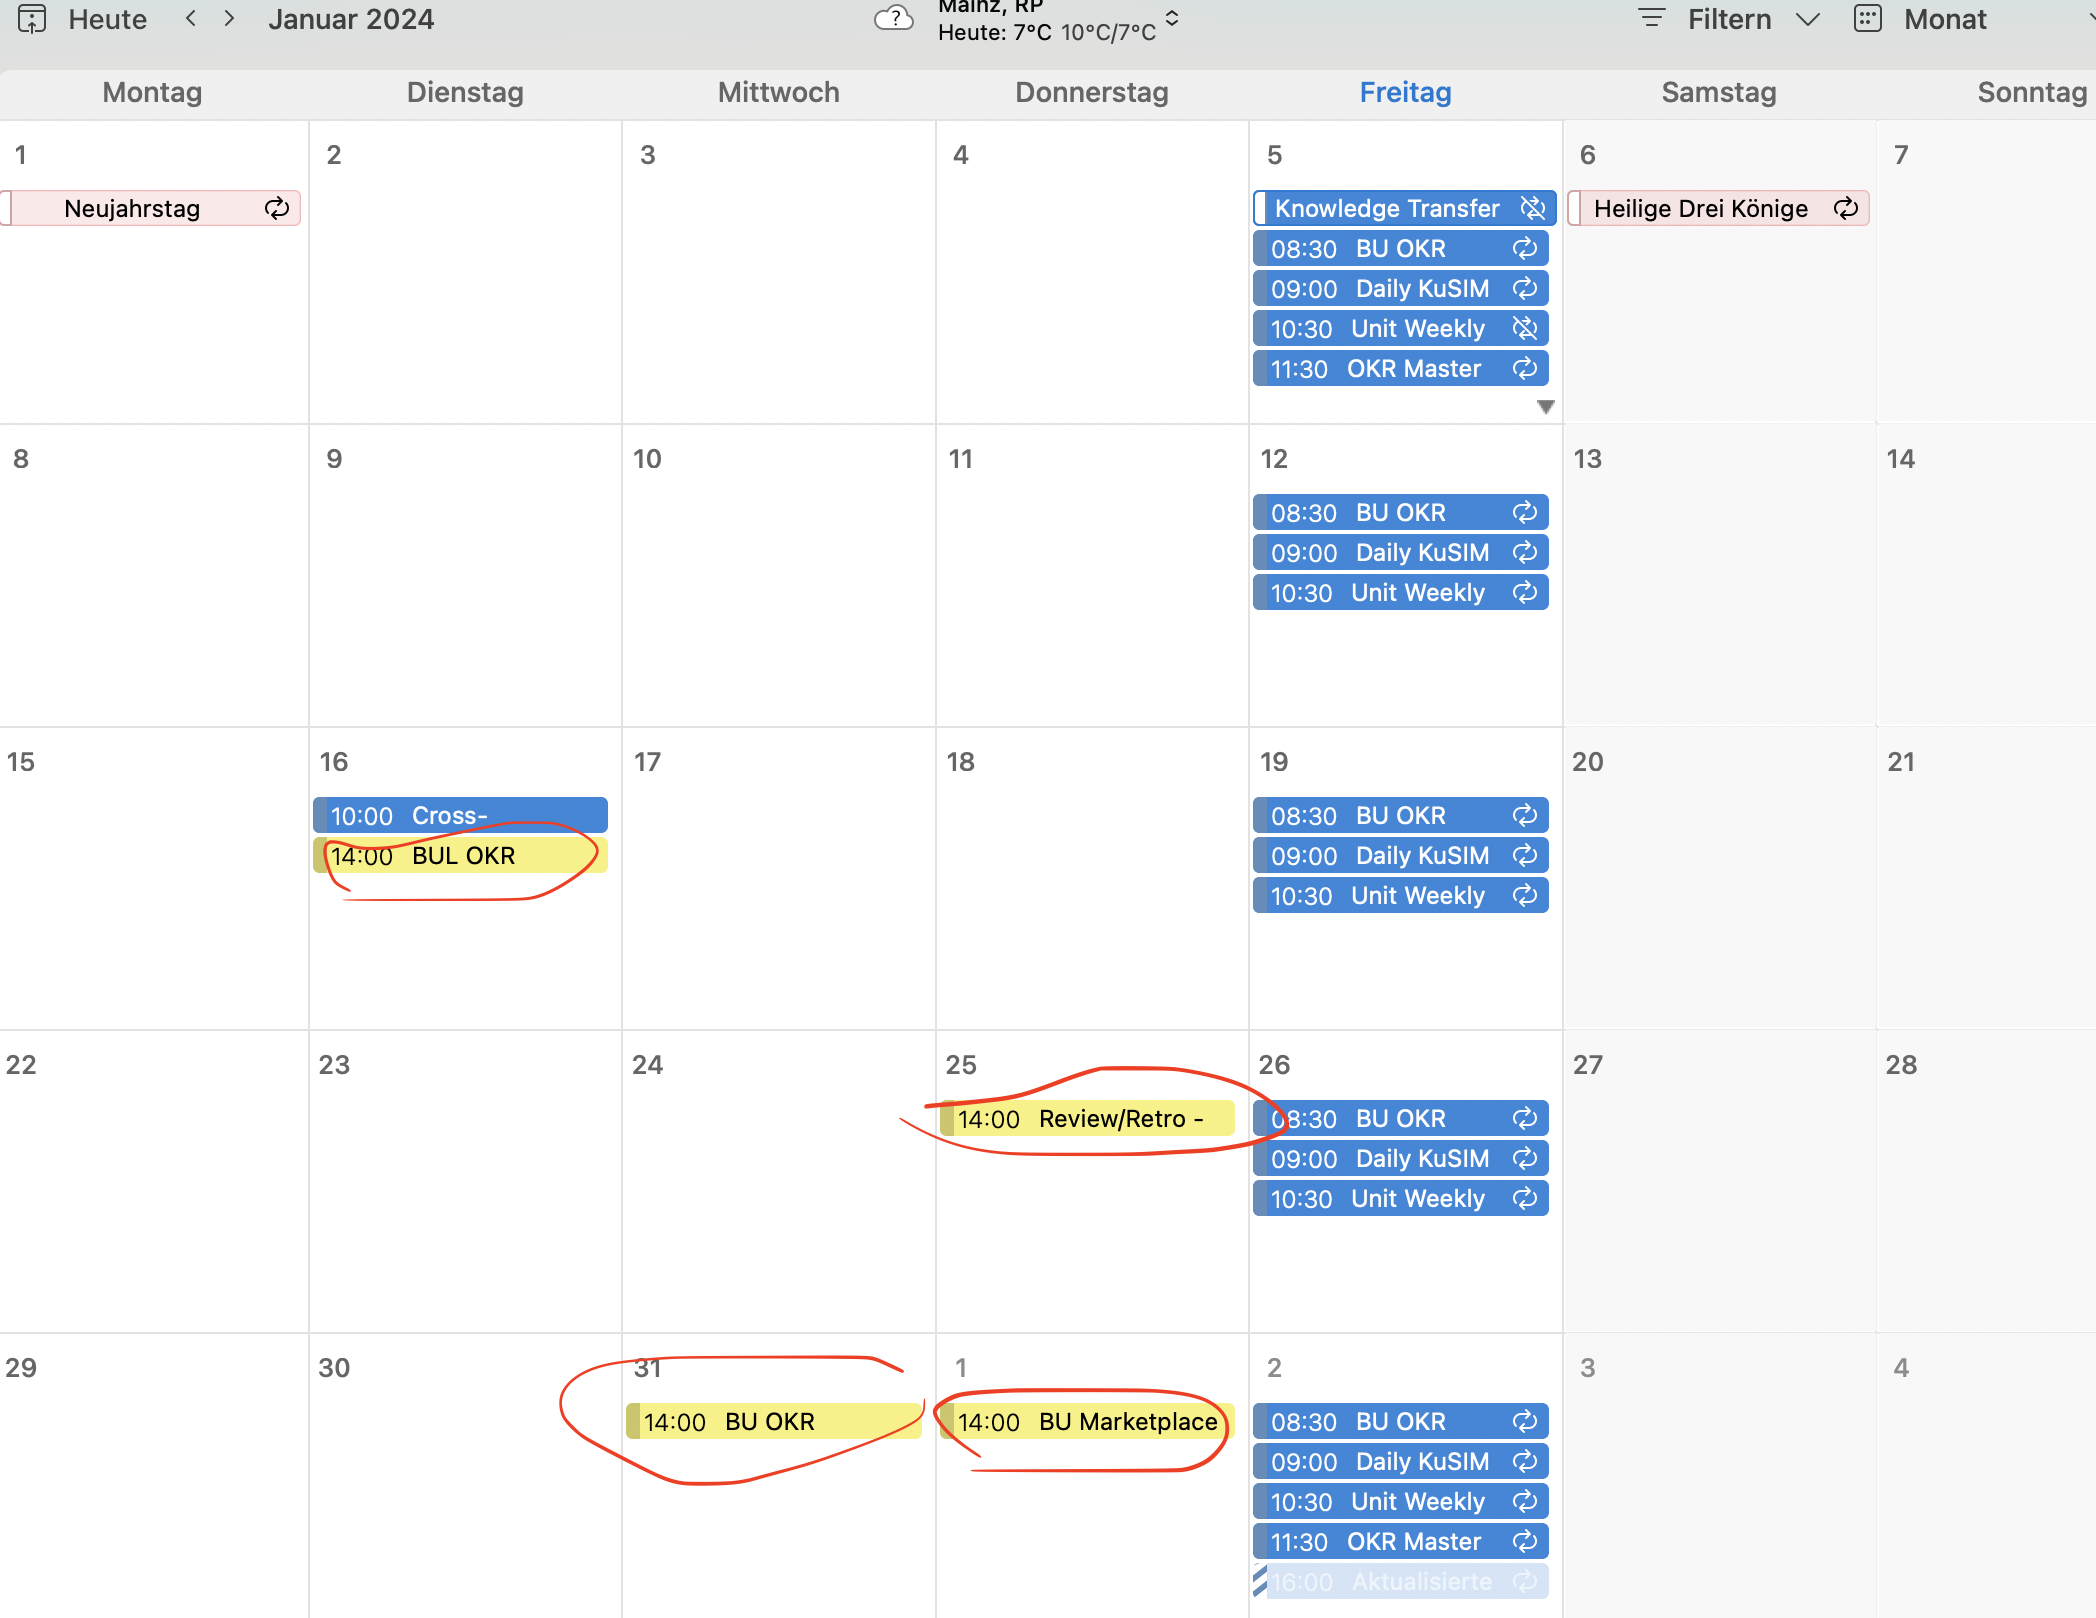 Heute
Januar 2024
Mainz, RP
Heute: 7°C 10°C/7°C
Filtern
Monat
Montag
Dienstag
Mittwoch
Donnerstag
Freitag
Samstag
Sonntag
1
Neujahrstag
2
3
4
5
Knowledge Transfer
08:30 BU OKR
09:00 Daily KuSIM
10:30 Unit Weekly
11:30 OKR Master
6
Heilige Drei Könige
7
8
9
10
11
12
08:30 BU OKR
09:00 Daily KuSIM
10:30 Unit Weekly
13
14
15
16
10:00 Cross-
14:00 BUL OKR
17
18
19
08:30 BU OKR
09:00 Daily KuSIM
10:30 Unit Weekly
20
21
22
23
24
25
14:00 Review/Retro -
26
08:30 BU OKR
09:00 Daily KuSIM
10:30 Unit Weekly
27
28
29
30
31
14:00 BU OKR
1
14:00 BU Marketplace
2
08:30 BU OKR
09:00 Daily KuSIM
10:30 Unit Weekly
11:30 OKR Master
16:00 Aktualisierte
3
4